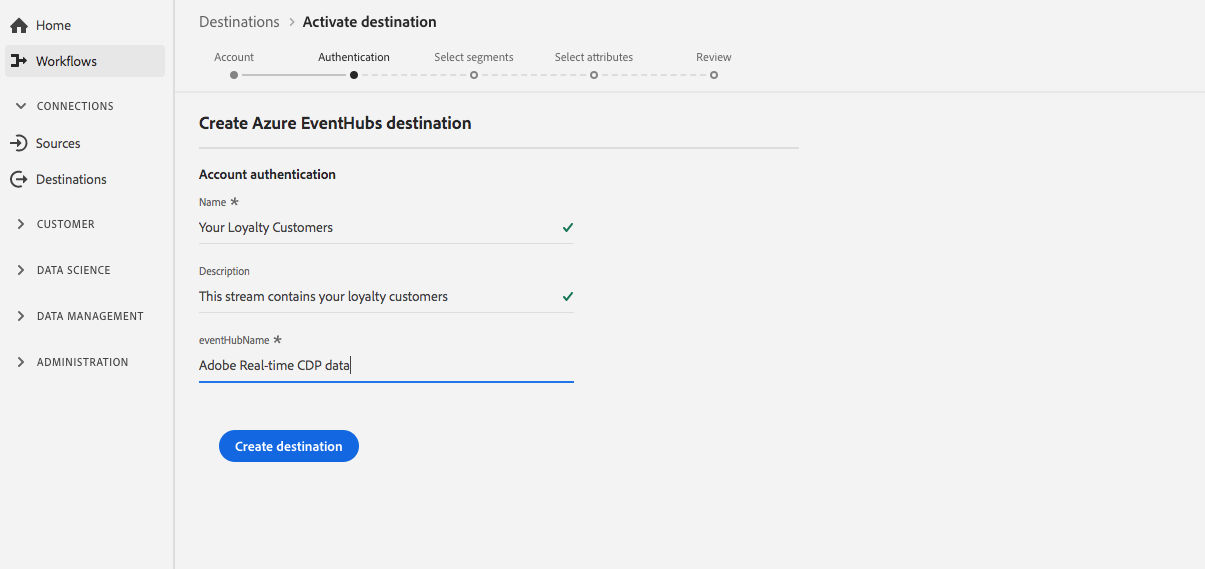 Home
Workflows
CONNECTIONS
Sources
Destinations
CUSTOMER
DATA SCIENCE
DATA MANAGEMENT
ADMINISTRATION
Destinations > Activate destination
Account Authentication Select segments Select attributes Review
Create Azure EventHubs destination
Account authentication
Name *
Your Loyalty Customers
Description
This stream contains your loyalty customers
eventHubName *
Adobe Real-time CDP data
Create destination